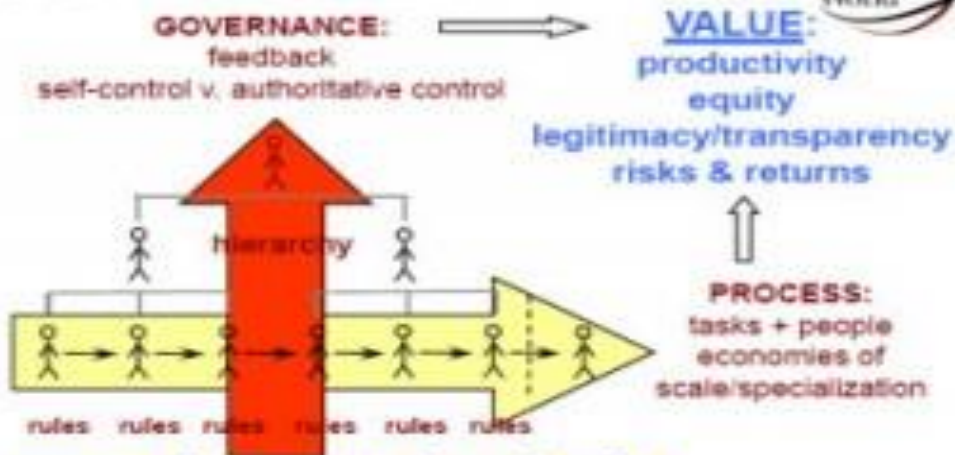 GOVERNANCE:
feedback
self-control v. authoritative control
VALUE:
productivity
equity
legitimacy/transparency
risks & returns
hierarchy
PROCESS:
tasks + people
economies of
scale/specialization
rules rules rules rules rules rules